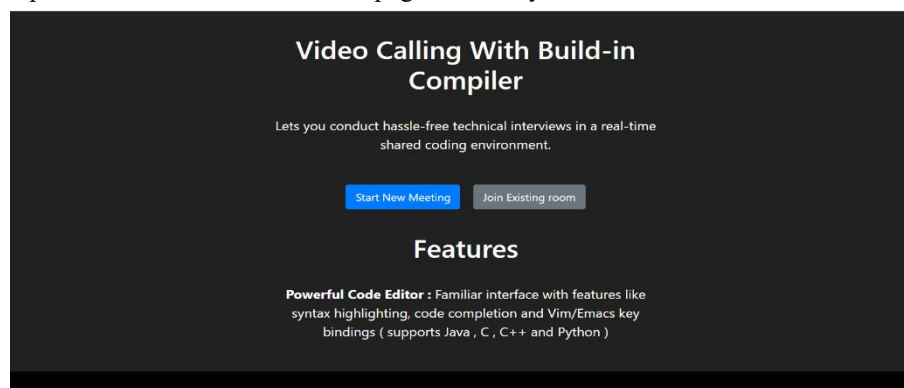 Video Calling With Build-in
Compiler
Lets you conduct hassle-free technical interviews in a real-time
shared coding environment.
Start New Meeting
Join Existing room
Features
Powerful Code Editor : Familiar interface with features like
syntax highlighting, code completion and Vim/Emacs key
bindings ( supports Java , C , C++ and Python )